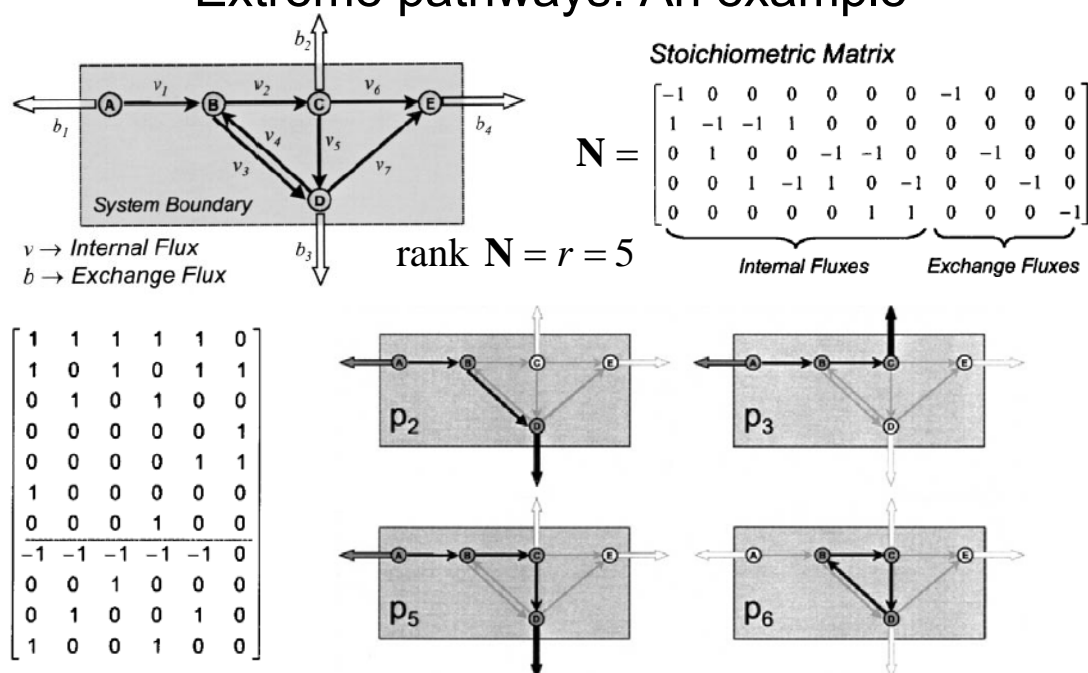 Extreme pathways: An example
b2
v1 v2 v6
A B C E
b1 b4
v4 v5
v3 v7
D
System Boundary
b3
v → Internal Flux
b → Exchange Flux
Stoichiometric Matrix
N =
-1 0 0 0 0 0 0 -1 0 0 0
1 -1 -1 1 0 0 0 0 0 0 0
0 1 0 0 -1 -1 0 0 -1 0 0
0 0 1 -1 1 0 -1 0 0 -1 0
0 0 0 0 0 1 1 0 0 0 -1
Internal Fluxes Exchange Fluxes
rank N = r = 5
1 1 1 1 1 0
1 0 1 0 1 1
0 1 0 1 0 0
0 0 0 0 0 1
0 0 0 0 1 1
1 0 0 0 0 0
0 0 0 1 0 0
-1 -1 -1 -1 -1 0
0 0 1 0 0 0
0 1 0 0 1 0
1 0 0 1 0 0
A B C E
D
p2
A B C E
D
p3
A B C E
D
p5
A B C E
D
p6